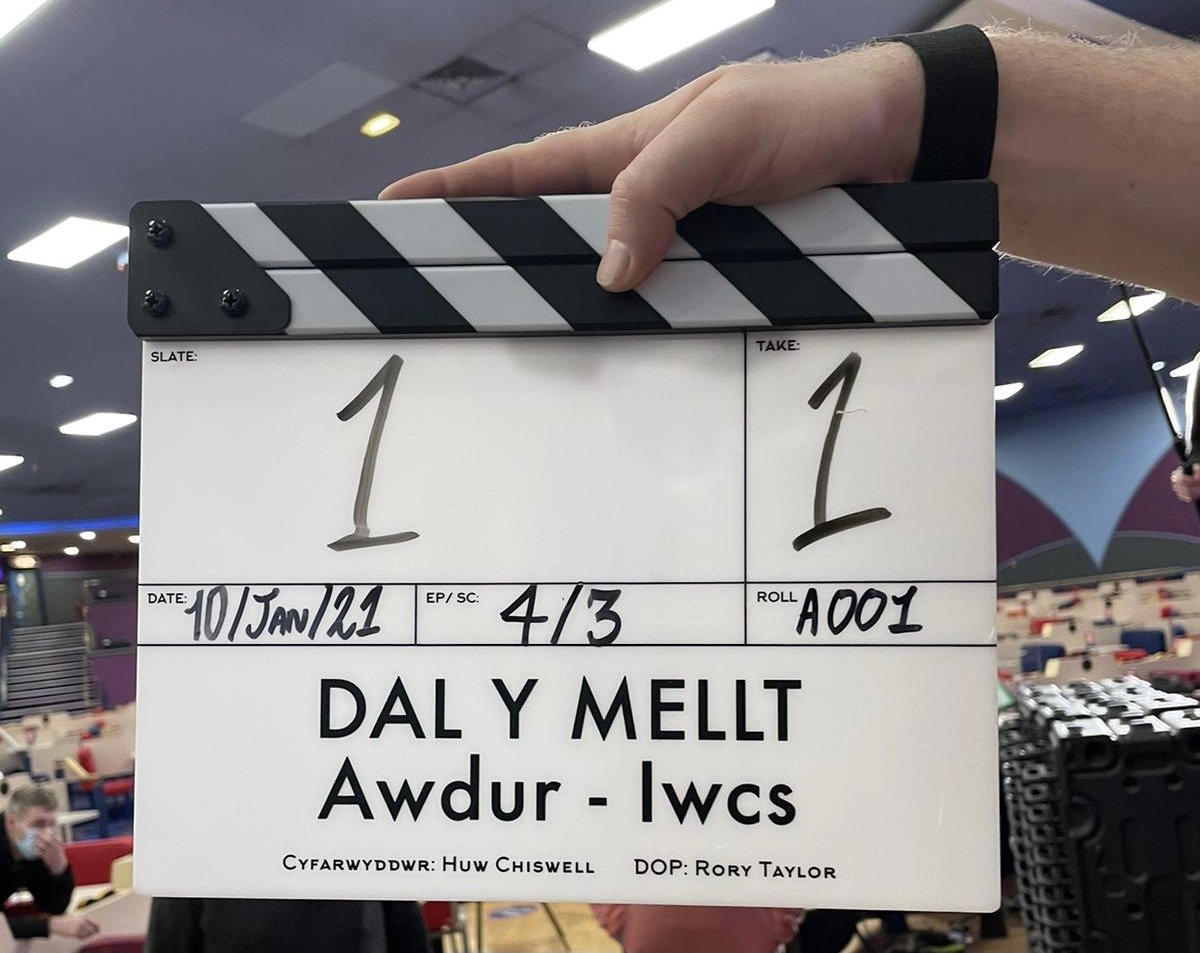 SLATE: 1 TAKE: 1
DATE: 10/JAN/21 EP/ SC: 4/3 ROLL A001
DAL Y MELLT
Awdur - Iwcs
CYFARWYDDWR: HUW CHISWELL DOP: RORY TAYLOR